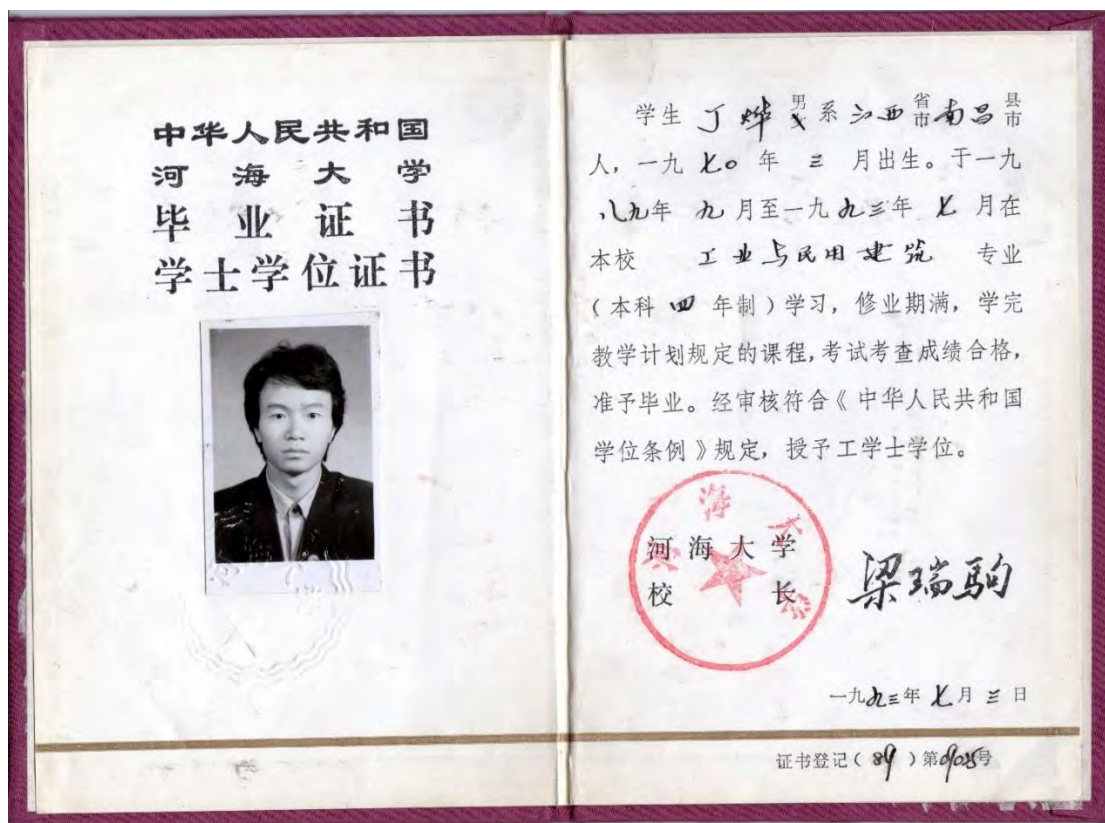 中华人民共和国
河海大学
毕业证书
学士学位证书
学生 丁烨 男 系 江西 省市 南昌 县市
人，一九七〇年 三 月出生。于一九
八九年 九 月至一九九三年 七 月在
本校 工业与民用建筑 专业
（本科 四 年制）学习，修业期满，学完
教学计划规定的课程，考试考查成绩合格，
准予毕业。经审核符合《中华人民共和国
学位条例》规定，授予工学士学位。
河海大学
河海大学
校长 梁瑞驹
一九九三年 七 月 三 日
证书登记（89）第 号